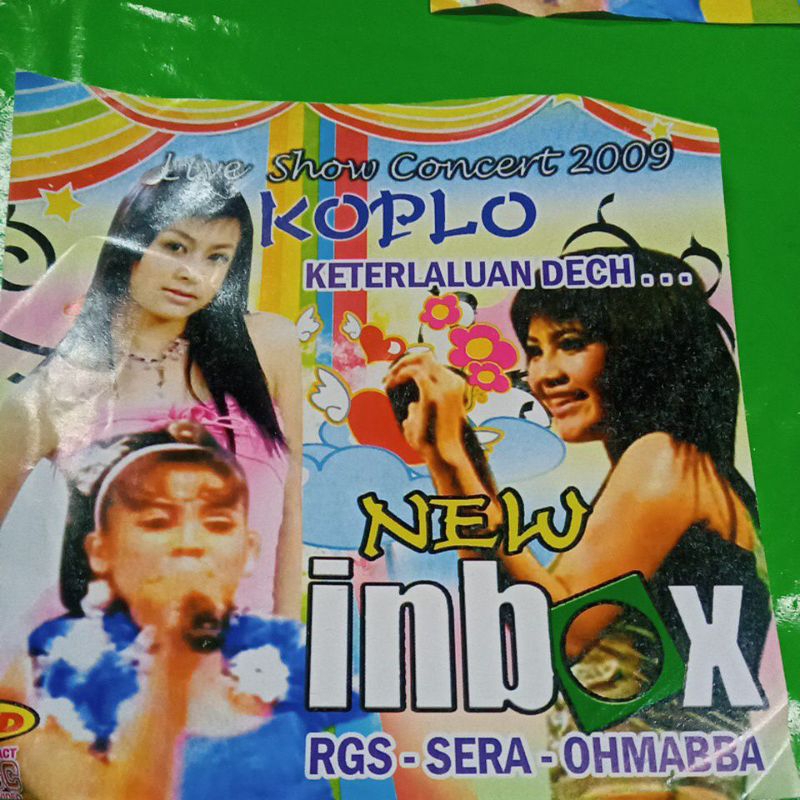 Live Show Concert 2009
KOPLO
KETERLALUAN DECH...
NEW
inbox
RGS - SERA - OHMABBA